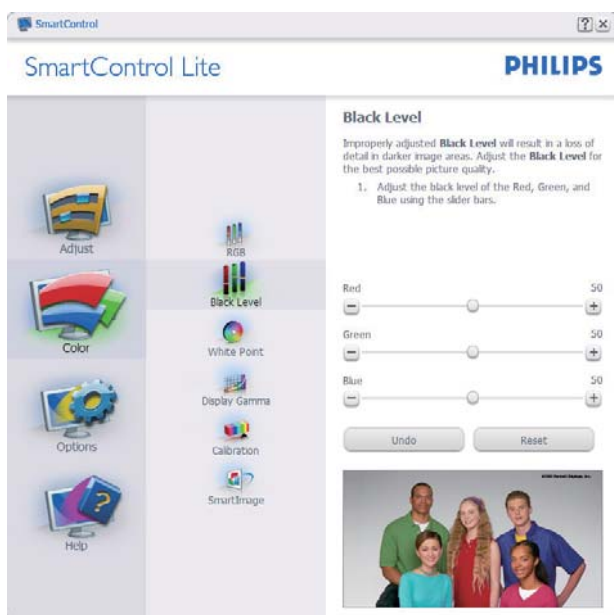 SmartControl
SmartControl Lite
PHILIPS
Adjust
Color
Options
Help
RGB
Black Level
White Point
Display Gamma
Calibration
SmartImage
Black Level
Improperly adjusted Black Level will result in a loss of
detail in darker image areas. Adjust the Black Level for
the best possible picture quality.
1. Adjust the black level of the Red, Green, and
Blue using the slider bars.
Red 50
Green 50
Blue 50
Undo Reset